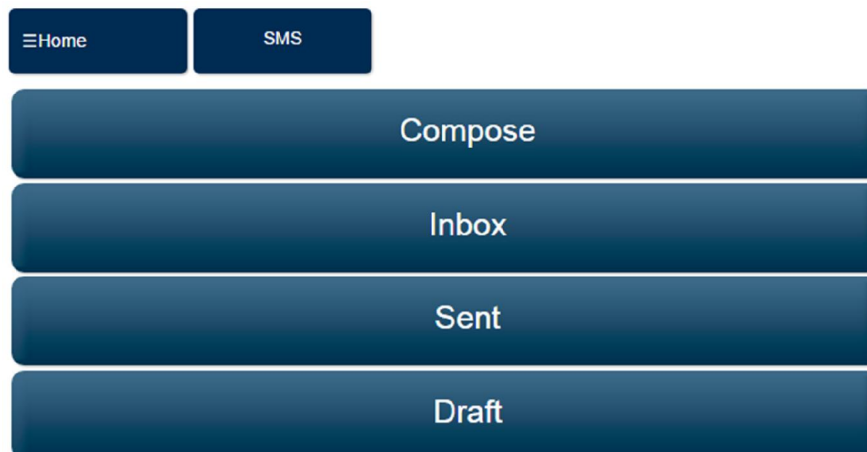 ☰Home
SMS
Compose
Inbox
Sent
Draft